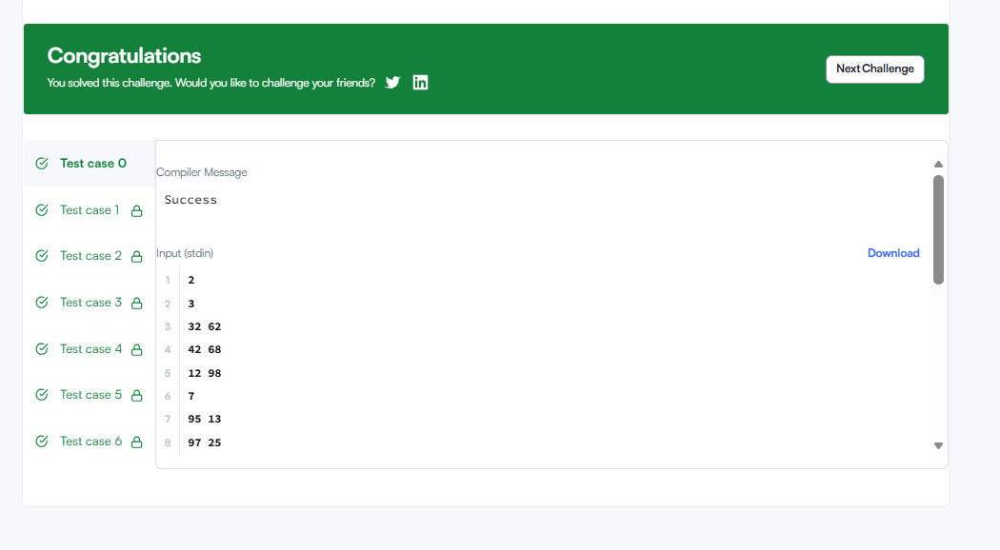 Congratulations
You solved this challenge. Would you like to challenge your friends?
Next Challenge
Test case 0
Test case 1
Test case 2
Test case 3
Test case 4
Test case 5
Test case 6
Compiler Message
Success
Input (stdin)
Download
1 2
2 3
3 32 62
4 42 68
5 12 98
6 7
7 95 13
8 97 25